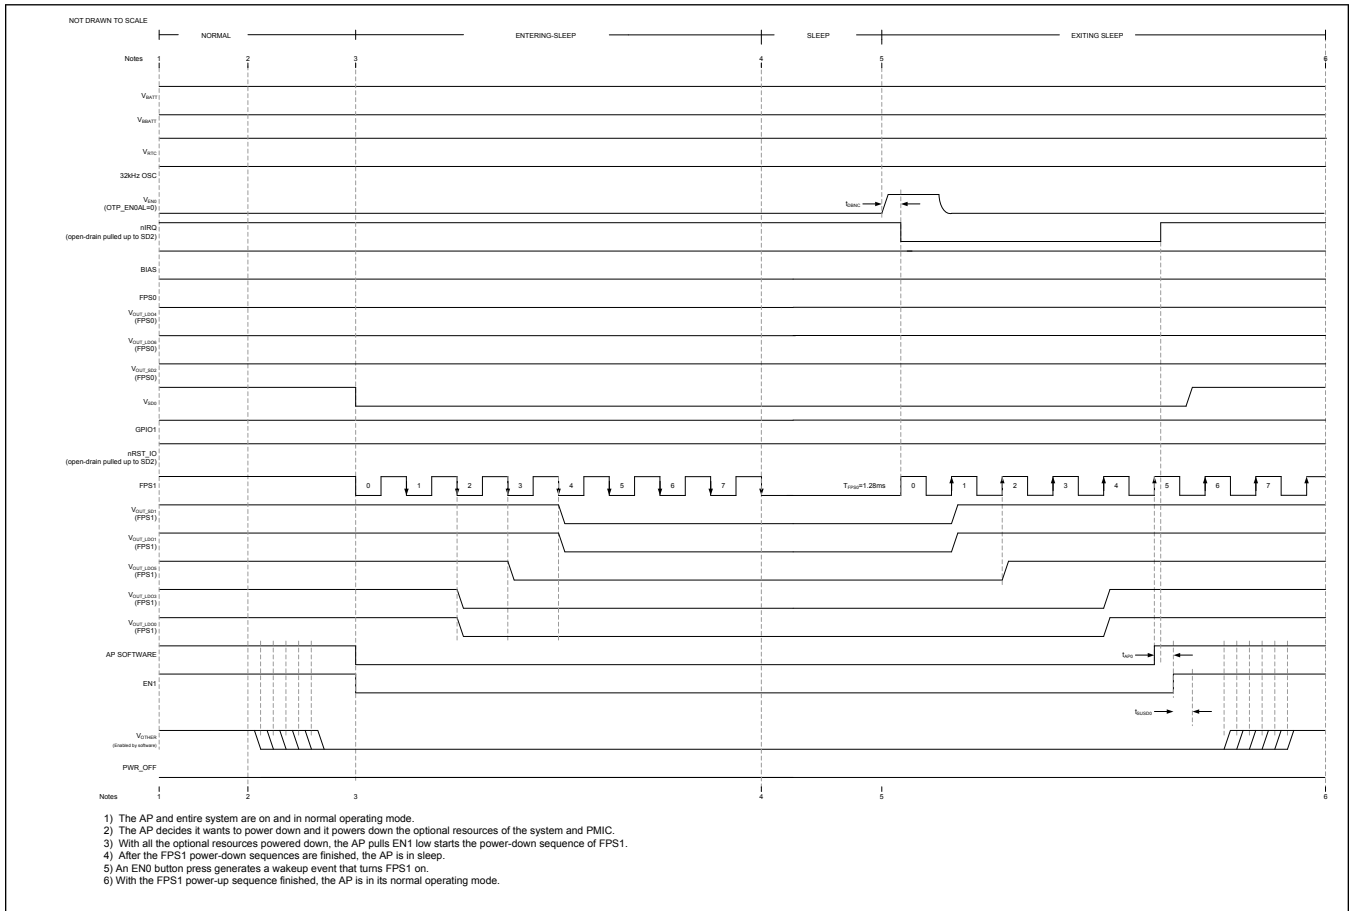 NOT DRAWN TO SCALE
NORMAL ENTERING-SLEEP SLEEP EXITING SLEEP
Notes 1 2 3 4 5 6
VBATT
VBBATT
VRTC
32kHz OSC
VEN0
(OTP_EN0AL=0)
tDBNC
nIRQ
(open-drain pulled up to SD2)
BIAS
FPS0
VOUT_LDO4
(FPS0)
VOUT_LDO6
(FPS0)
VOUT_SD2
(FPS0)
VSD0
GPIO1
nRST_IO
(open-drain pulled up to SD2)
FPS1 0 1 2 3 4 5 6 7 TFPS0=1.28ms 0 1 2 3 4 5 6 7
VOUT_SD1
(FPS1)
VOUT_LDO1
(FPS1)
VOUT_LDO5
(FPS1)
VOUT_LDO3
(FPS1)
VOUT_LDO0
(FPS1)
AP SOFTWARE
EN1
VOTHER
(Enabled by software)
PWR_OFF
Notes 1 2 3 4 5 6
1) The AP and entire system are on and in normal operating mode.
2) The AP decides it wants to power down and it powers down the optional resources of the system and PMIC.
3) With all the optional resources powered down, the AP pulls EN1 low starts the power-down sequence of FPS1.
4) After the FPS1 power-down sequences are finished, the AP is in sleep.
5) An EN0 button press generates a wakeup event that turns FPS1 on.
6) With the FPS1 power-up sequence finished, the AP is in its normal operating mode.